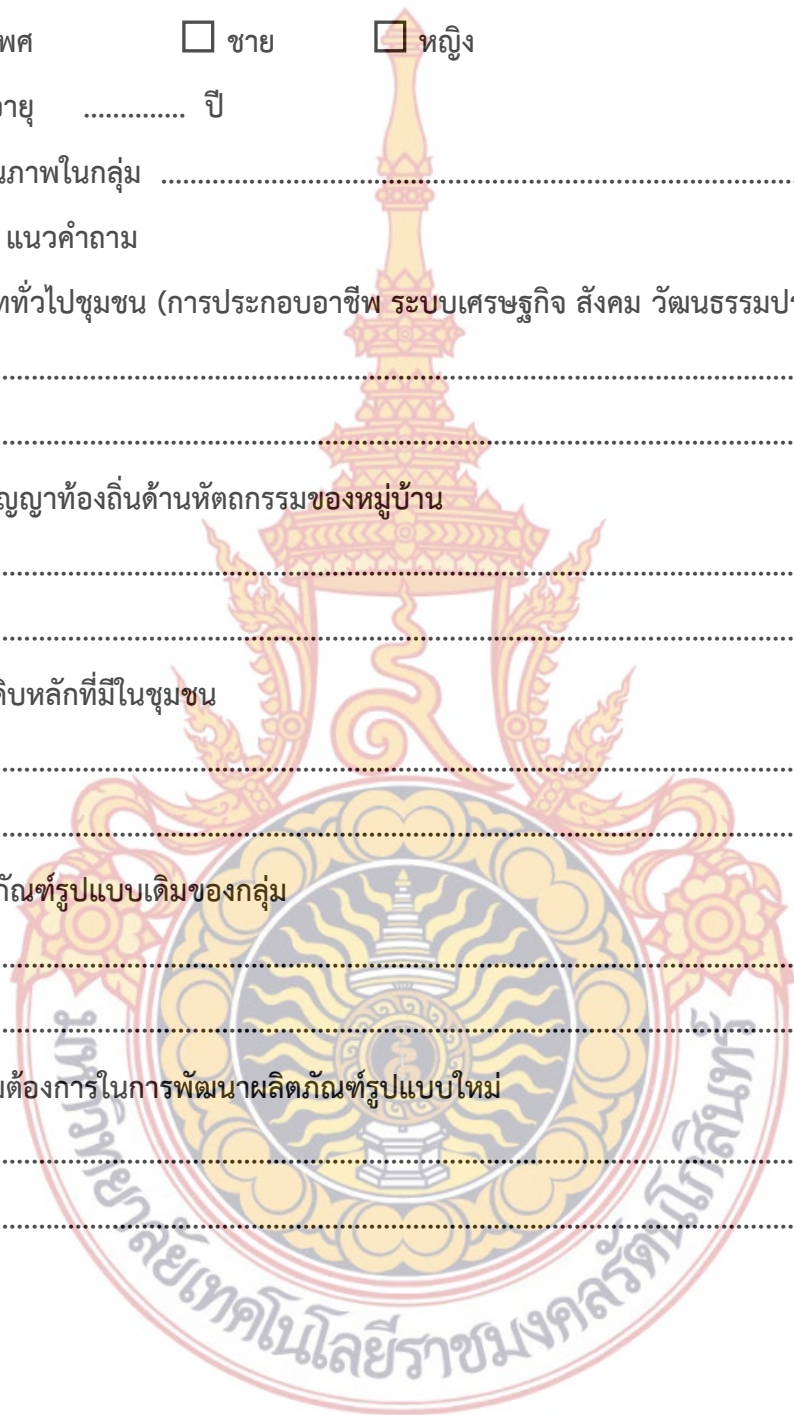 พศ ☐ ชาย ☐ หญิง
ายุ .............. ปี
นภาพในกลุ่ม ..........................................................................................
แนวคำถาม
ททั่วไปชุมชน (การประกอบอาชีพ ระบบเศรษฐกิจ สังคม วัฒนธรรมปร
..............................................................................................................
..............................................................................................................
ัญญาท้องถิ่นด้านหัตถกรรมของหมู่บ้าน
..............................................................................................................
..............................................................................................................
ดิบหลักที่มีในชุมชน
..............................................................................................................
..............................................................................................................
ภัณฑ์รูปแบบเดิมของกลุ่ม
..............................................................................................................
..............................................................................................................
มต้องการในการพัฒนาผลิตภัณฑ์รูปแบบใหม่
..............................................................................................................
..............................................................................................................
มหาวิทยาลัยเทคโนโลยีราชมงคลรัตนโกสินทร์